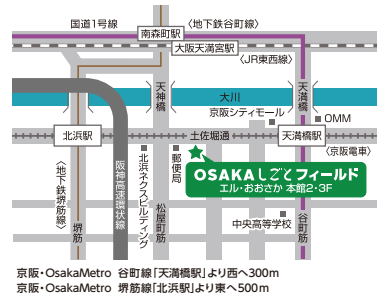 国道1号線
南森町駅
〈地下鉄谷町線〉
大阪天満宮駅
〈JR東西線〉
天神橋
大川
天満橋
京阪シティモール
OMM
北浜駅
土佐堀通
天満橋駅
〈京阪電車〉
〈地下鉄堺筋線〉
堺筋
阪神高速環状線
北浜ネクスビルディング
郵便局
松屋町筋
OSAKAしごとフィールド
エル・おおさか 本館2・3F
中央高等学校
谷町筋
京阪・OsakaMetro 谷町線「天満橋駅」より西へ300m
京阪・OsakaMetro 堺筋線「北浜駅」より東へ500m